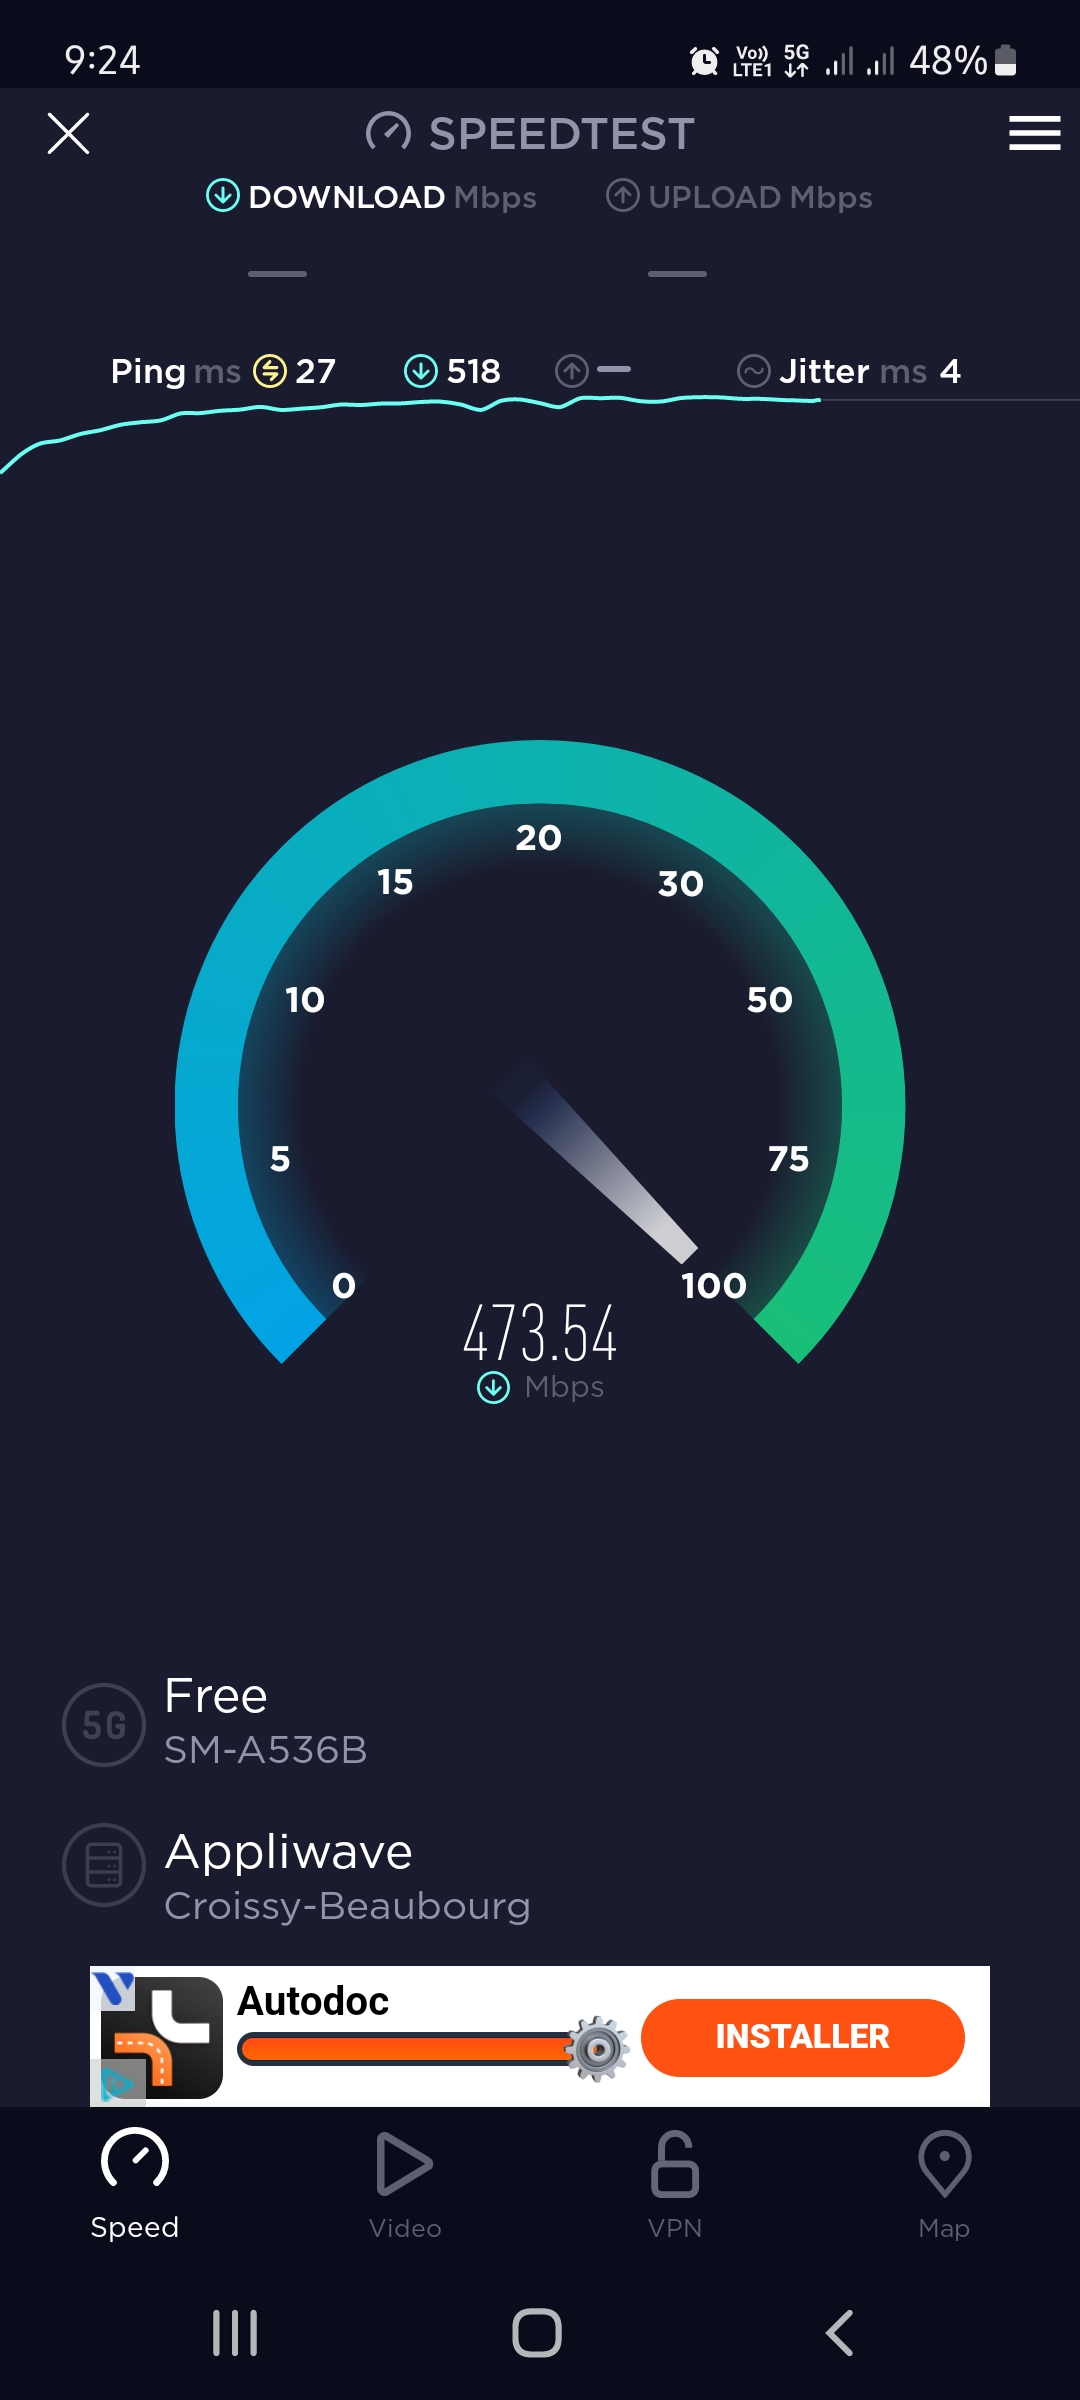 9:24 Vo)) LTE1 5G 48%
SPEEDTEST
DOWNLOAD Mbps UPLOAD Mbps
Ping ms 27 518 Jitter ms 4
20
15 30
10 50
5 75
0 100
473.54
Mbps
5G Free
SM-A536B
Appliwave
Croissy-Beaubourg
Autodoc
INSTALLER
Speed Video VPN Map